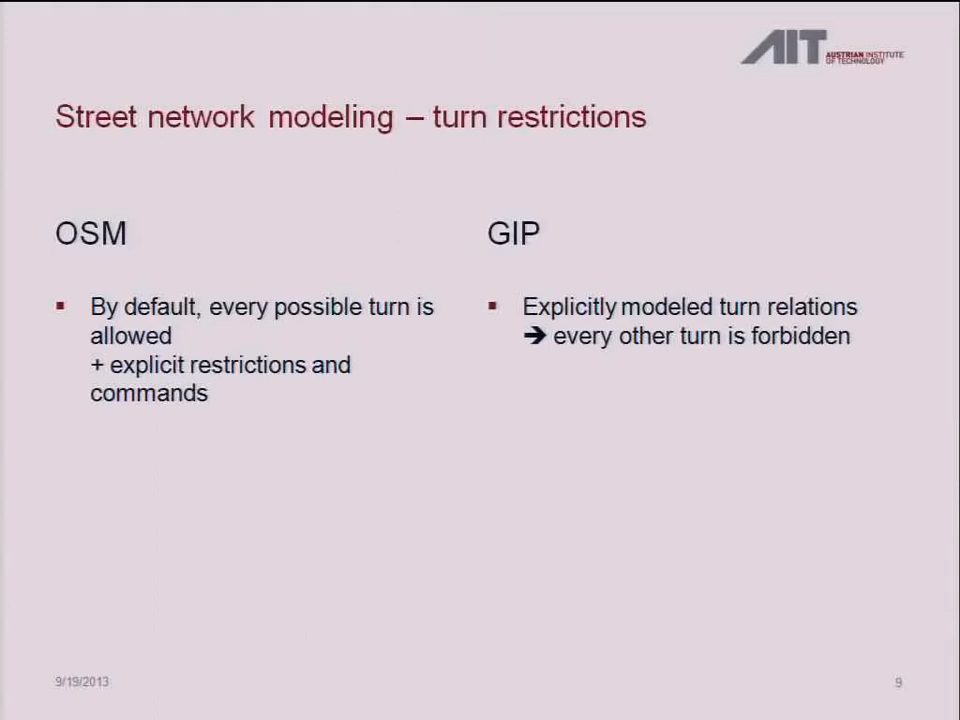 AIT AUSTRIAN INSTITUTE
OF TECHNOLOGY
Street network modeling – turn restrictions
OSM
▪ By default, every possible turn is
allowed
+ explicit restrictions and
commands
GIP
▪ Explicitly modeled turn relations
➔ every other turn is forbidden
9/19/2013
9